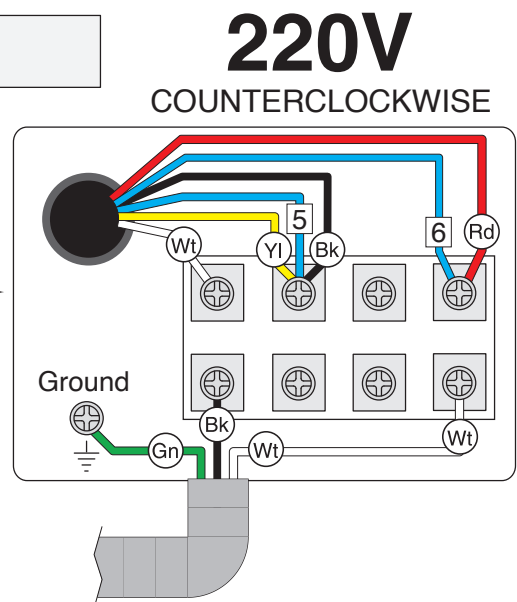 220V
COUNTERCLOCKWISE
5
6
Rd
Wt
Yl
Bk
Ground
Bk
Gn
Wt
Wt